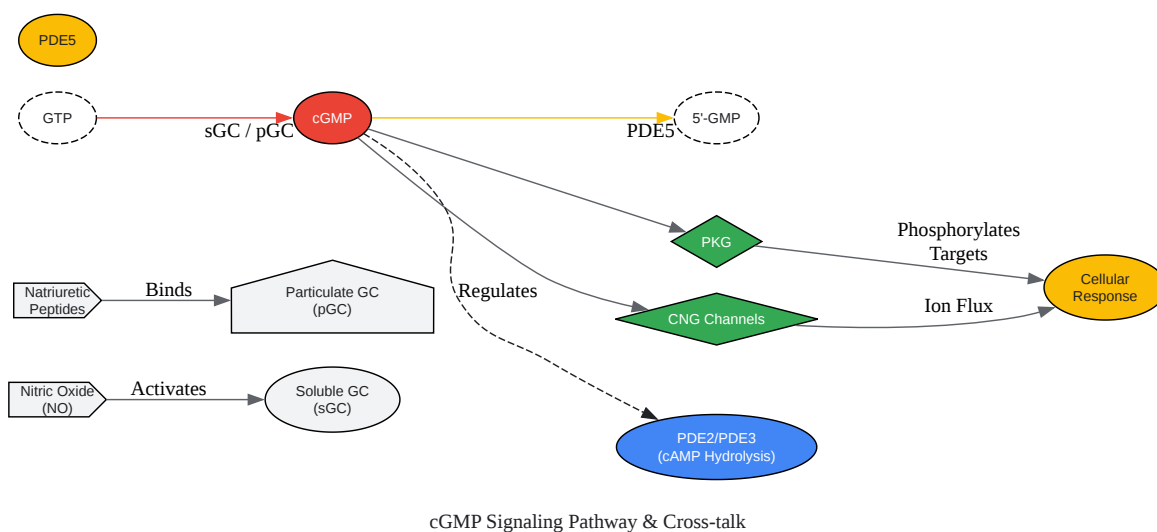 PDE5
GTP
sGC / pGC
cGMP
PDE5
5'-GMP
PKG
Phosphorylates
Targets
Cellular
Response
Natriuretic
Peptides
Binds
Particulate GC
(pGC)
Regulates
CNG Channels
Ion Flux
Nitric Oxide
(NO)
Activates
Soluble GC
(sGC)
PDE2/PDE3
(cAMP Hydrolysis)
cGMP Signaling Pathway & Cross-talk